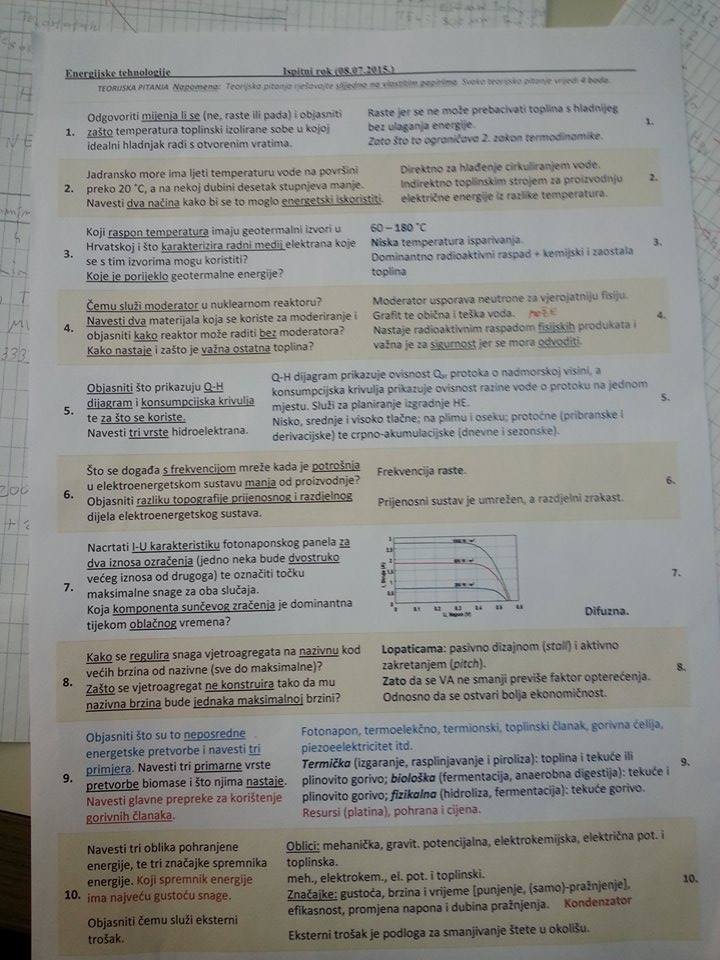 Energijske tehnologije Ispitni rok (08.07.2015.)
TEORIJSKA PITANJA Napomena: Teorijska pitanja rješavajte slijedno na vlastitim papirima. Svako teorijsko pitanje vrijedi 4 boda.
1.
Odgovoriti mijenja li se (ne, raste ili pada) i objasniti
zašto temperatura toplinski izolirane sobe u kojoj
idealni hladnjak radi s otvorenim vratima.
Raste jer se ne može prebacivati toplina s hladnijeg
bez ulaganja energije.
Zato što to ograničava 2. zakon termodinamike.
1.
2.
Jadransko more ima ljeti temperaturu vode na površini
preko 20 °C, a na nekoj dubini desetak stupnjeva manje.
Navesti dva načina kako bi se to moglo energetski iskoristiti.
Direktno za hlađenje cirkuliranjem vode.
Indirektno toplinskim strojem za proizvodnju
električne energije iz razlike temperatura.
2.
3.
Koji raspon temperatura imaju geotermalni izvori u
Hrvatskoj i što karakterizira radni medij elektrana koje
se s tim izvorima mogu koristiti?
Koje je porijeklo geotermalne energije?
60 – 180 °C
Niska temperatura isparivanja.
Dominantno radioaktivni raspad + kemijski i zaostala
toplina
3.
4.
Čemu služi moderator u nuklearnom reaktoru?
Navesti dva materijala koja se koriste za moderiranje i
objasniti kako reaktor može raditi bez moderatora?
Kako nastaje i zašto je važna ostatna toplina?
Moderator usporava neutrone za vjerojatniju fisiju.
Grafit te obična i teška voda.
Nastaje radioaktivnim raspadom fisijskih produkata i
važna je za sigurnost jer se mora odvoditi.
4.
5.
Objasniti što prikazuju Q-H
dijagram i konsumpcijska krivulja
te za što se koriste.
Navesti tri vrste hidroelektrana.
Q-H dijagram prikazuje ovisnost Qsr protoka o nadmorskoj visini, a
konsumpcijska krivulja prikazuje ovisnost razine vode o protoku na jednom
mjestu. Služi za planiranje izgradnje HE.
Nisko, srednje i visoko tlačne; na plimu i oseku; protočne (pribranske i
derivacijske) te crpno-akumulacijske (dnevne i sezonske).
5.
6.
Što se događa s frekvencijom mreže kada je potrošnja
u elektroenergetskom sustavu manja od proizvodnje?
Objasniti razliku topografije prijenosnog i razdjelnog
dijela elektroenergetskog sustava.
Frekvencija raste.
Prijenosni sustav je umrežen, a razdjelni zrakast.
6.
7.
Nacrtati I-U karakteristiku fotonaponskog panela za
dva iznosa ozračenja (jedno neka bude dvostruko
većeg iznosa od drugoga) te označiti točku
maksimalne snage za oba slučaja.
Koja komponenta sunčevog zračenja je dominantna
tijekom oblačnog vremena?
Difuzna.
7.
8.
Kako se regulira snaga vjetroagregata na nazivnu kod
većih brzina od nazivne (sve do maksimalne)?
Zašto se vjetroagregat ne konstruira tako da mu
nazivna brzina bude jednaka maksimalnoj brzini?
Lopaticama: pasivno dizajnom (stall) i aktivno
zakretanjem (pitch).
Zato da se VA ne smanji previše faktor opterećenja.
Odnosno da se ostvari bolja ekonomičnost.
8.
9.
Objasniti što su to neposredne
energetske pretvorbe i navesti tri
primjera. Navesti tri primarne vrste
pretvorbe biomase i što njima nastaje.
Navesti glavne prepreke za korištenje
gorivnih članaka.
Fotonapon, termoelekčno, termionski, toplinski članak, gorivna ćelija,
piezoeelektricitet itd.
Termička (izgaranje, rasplinjavanje i piroliza): toplina i tekuće ili
plinovito gorivo; biološka (fermentacija, anaerobna digestija): tekuće i
plinovito gorivo; fizikalna (hidroliza, fermentacija): tekuće gorivo.
Resursi (platina), pohrana i cijena.
9.
10.
Navesti tri oblika pohranjene
energije, te tri značajke spremnika
energije. Koji spremnik energije
ima najveću gustoću snage.
Objasniti čemu služi eksterni
trošak.
Oblici: mehanička, gravit. potencijalna, elektrokemijska, električna pot. i
toplinska.
meh., elektrokem., el. pot. i toplinski.
Značajke: gustoća, brzina i vrijeme [punjenje, (samo)-pražnjenje],
efikasnost, promjena napona i dubina pražnjenja. Kondenzator
Eksterni trošak je podloga za smanjivanje štete u okolišu.
10.